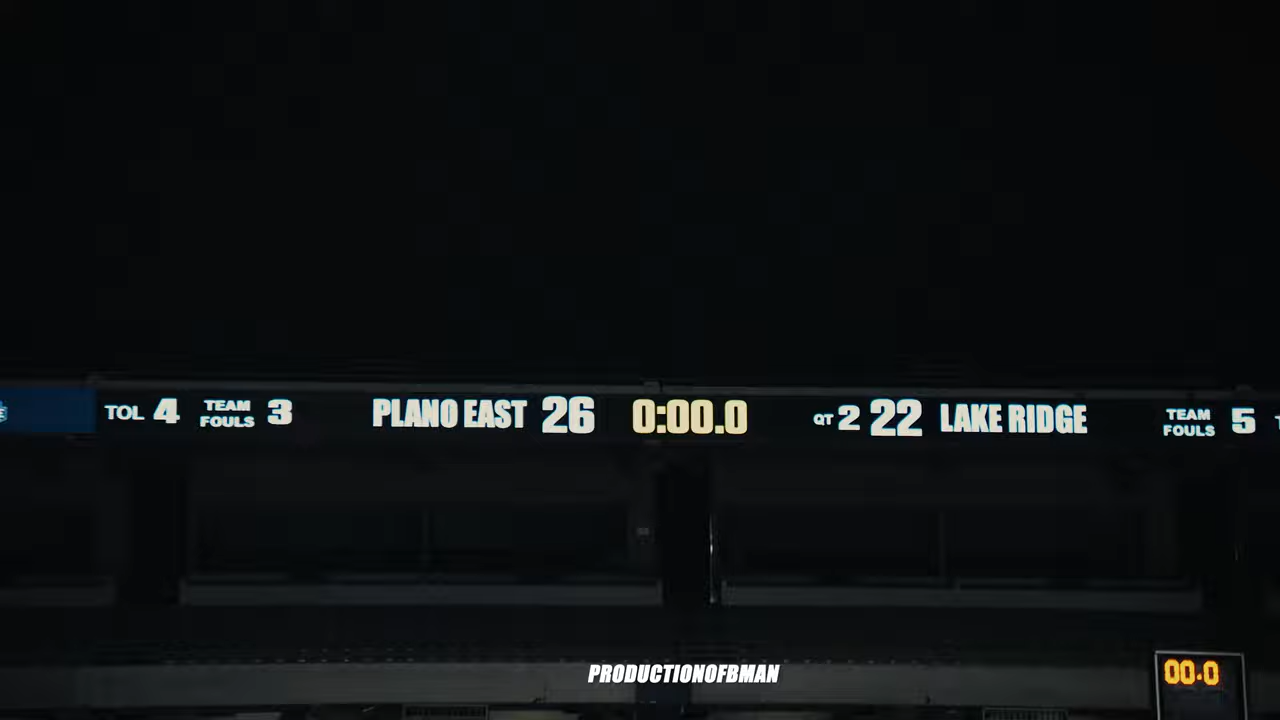 TOL 4 TEAM FOULS 3 PLANO EAST 26 0:00.0 QT 2 22 LAKE RIDGE TEAM FOULS 5
PRODUCTIONOFBMAN
00.0